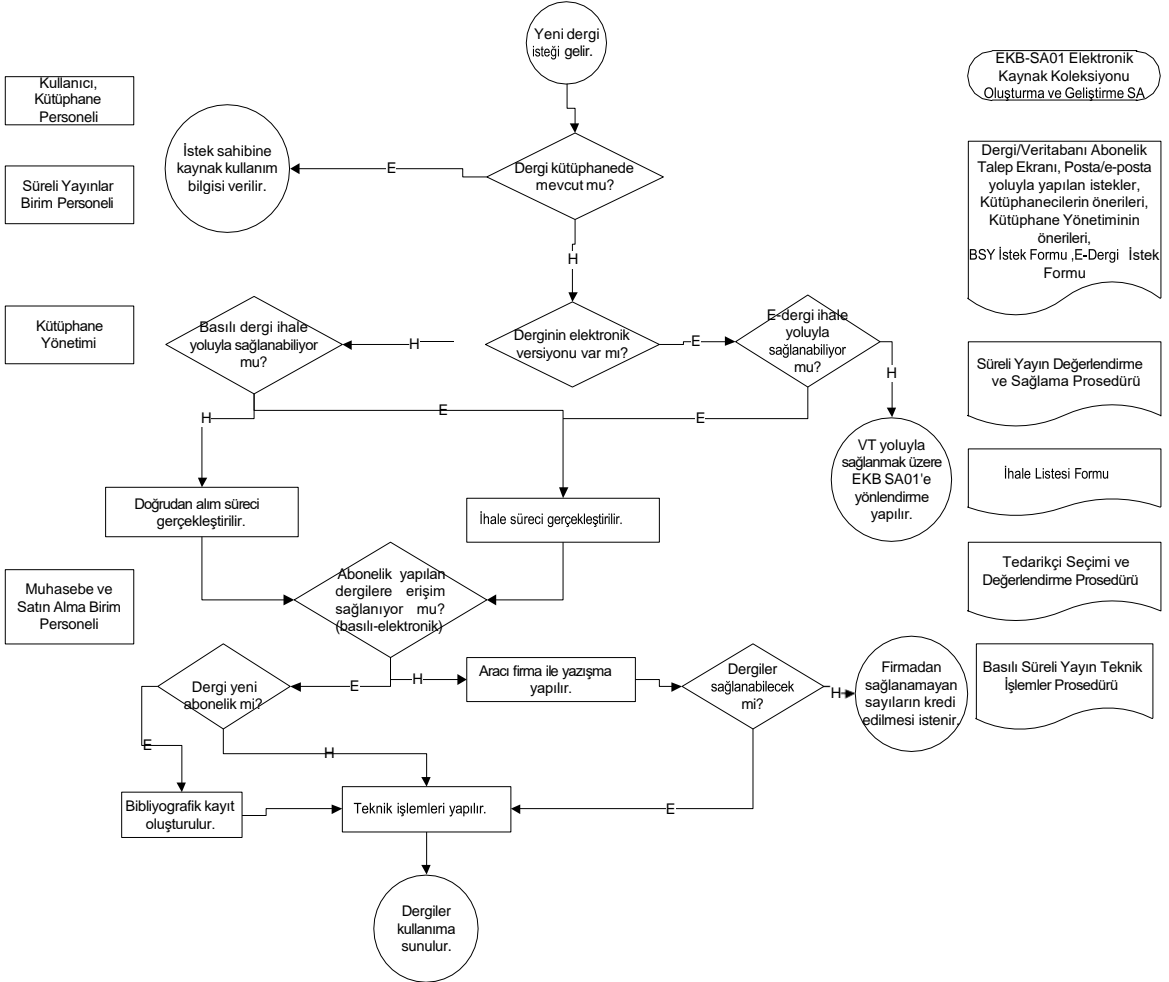 Yeni dergi
isteği gelir.
EKB-SA01 Elektronik
Kaynak Koleksiyonu
Oluşturma ve Geliştirme SA
Kullanıcı,
Kütüphane
Personeli
İstek sahibine
kaynak kullanım
bilgisi verilir.
E
Dergi kütüphanede
mevcut mu?
Dergi/Veritabanı Abonelik
Talep Ekranı, Posta/e-posta
yoluyla yapılan istekler,
Kütüphanecilerin önerileri,
Kütüphane Yönetiminin
önerileri,
BSY İstek Formu ,E-Dergi İstek
Formu
Süreli Yayınlar
Birim Personeli
H
Kütüphane
Yönetimi
Basılı dergi ihale
yoluyla sağlanabiliyor
mu?
H
Derginin elektronik
versiyonu var mı?
E
E-dergi ihale
yoluyla
sağlanabiliyor
mu?
H
Süreli Yayın Değerlendirme
ve Sağlama Prosedürü
H
E
E
VT yoluyla
sağlanmak üzere
EKB SA01'e
yönlendirme
yapılır.
İhale Listesi Formu
Doğrudan alım süreci
gerçekleştirilir.
İhale süreci gerçekleştirilir.
Muhasebe ve
Satın Alma Birim
Personeli
Abonelik yapılan
dergilere erişim
sağlanıyor mu?
(basılı-elektronik)
Tedarikçi Seçimi ve
Değerlendirme Prosedürü
Dergi yeni
abonelik mi?
E
H
Aracı firma ile yazışma
yapılır.
Dergiler
sağlanabilecek
mi?
H
Firmadan
sağlanamayan
sayıların kredi
edilmesi istenir.
Basılı Süreli Yayın Teknik
İşlemler Prosedürü
E
H
Bibliyografik kayıt
oluşturulur.
Teknik işlemleri yapılır.
E
Dergiler
kullanıma
sunulur.